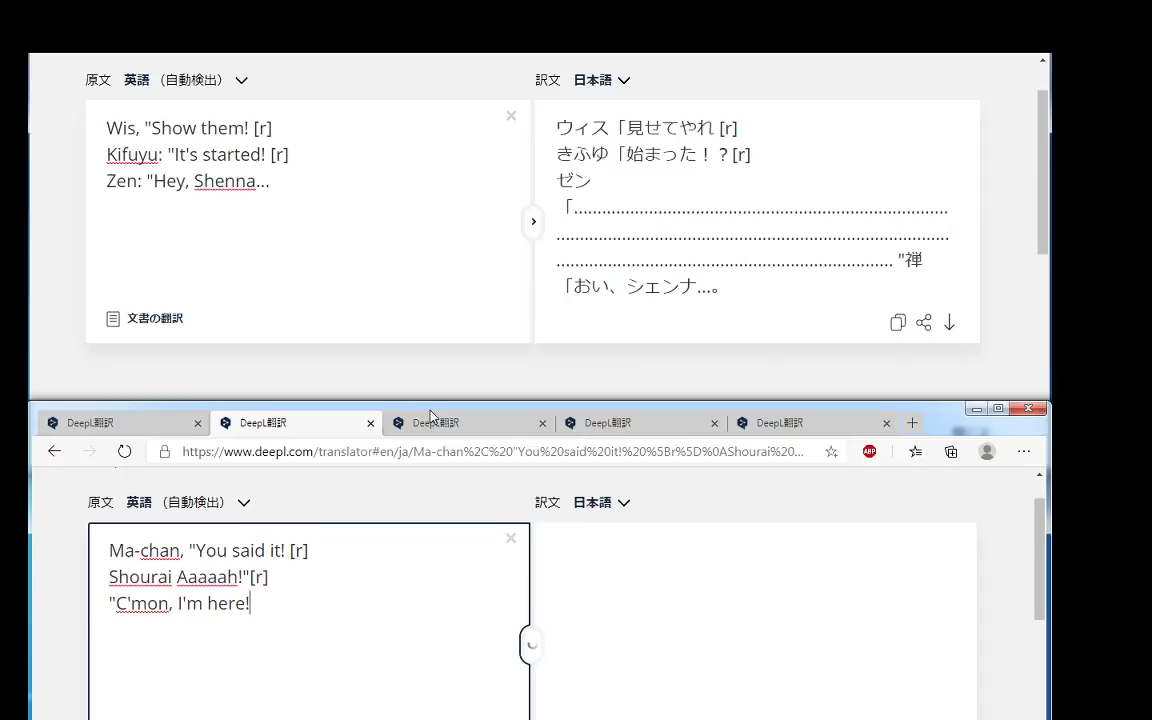 原文 英語 （自動検出）
訳文 日本語
Wis, "Show them! [r]
Kifuyu: "It's started! [r]
Zen: "Hey, Shenna...
文書の翻訳
ウィス「見せてやれ [r]
きふゆ「始まった！？[r]
ゼン
「................................................................................
....................................................................................
........................................................................ "禅
「おい、シェンナ...。
DeepL翻訳
DeepL翻訳
DeepL翻訳
DeepL翻訳
DeepL翻訳
https://www.deepl.com/translator#en/ja/Ma-chan%2C%20"You%20said%20it!%20%5Br%5D%0AShourai%20...
ABP
原文 英語 （自動検出）
訳文 日本語
Ma-chan, "You said it! [r]
Shourai Aaaaah!"[r]
"C'mon, I'm here!